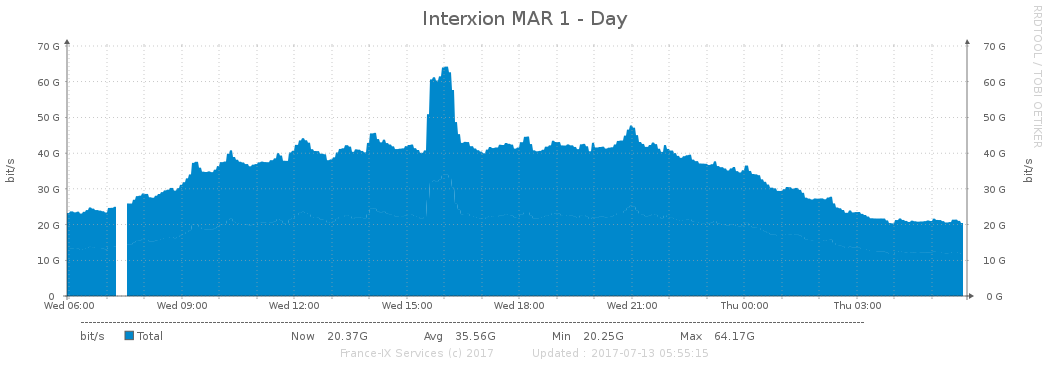 Interxion MAR 1 - Day
RRDTOOL / TOBI OETIKER
bit/s
70 G 70 G
60 G 60 G
50 G 50 G
40 G 40 G
30 G 30 G
20 G 20 G
10 G 10 G
0 0 G
bit/s
Wed 06:00 Wed 09:00 Wed 12:00 Wed 15:00 Wed 18:00 Wed 21:00 Thu 00:00 Thu 03:00
bit/s Total Now 20.37G Avg 35.56G Min 20.25G Max 64.17G
France-IX Services (c) 2017 Updated : 2017-07-13 05:55:15